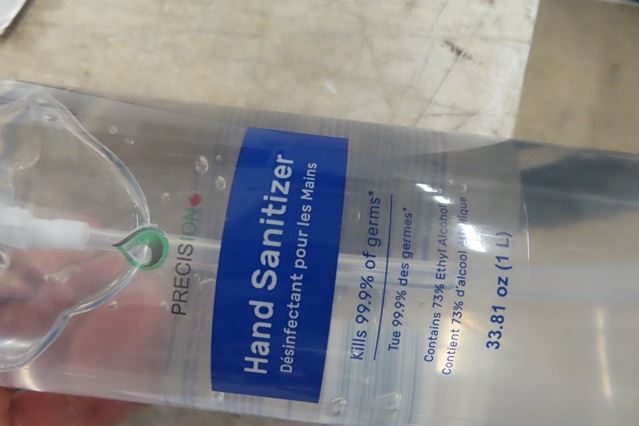 PRECISION
Hand Sanitizer
Désinfectant pour les Mains
Kills 99.9% of germs*
Tue 99.9% des germes*
Contains 73% Ethyl Alcohol
Contient 73% d'alcool éthylique
33.81 oz (1 L)